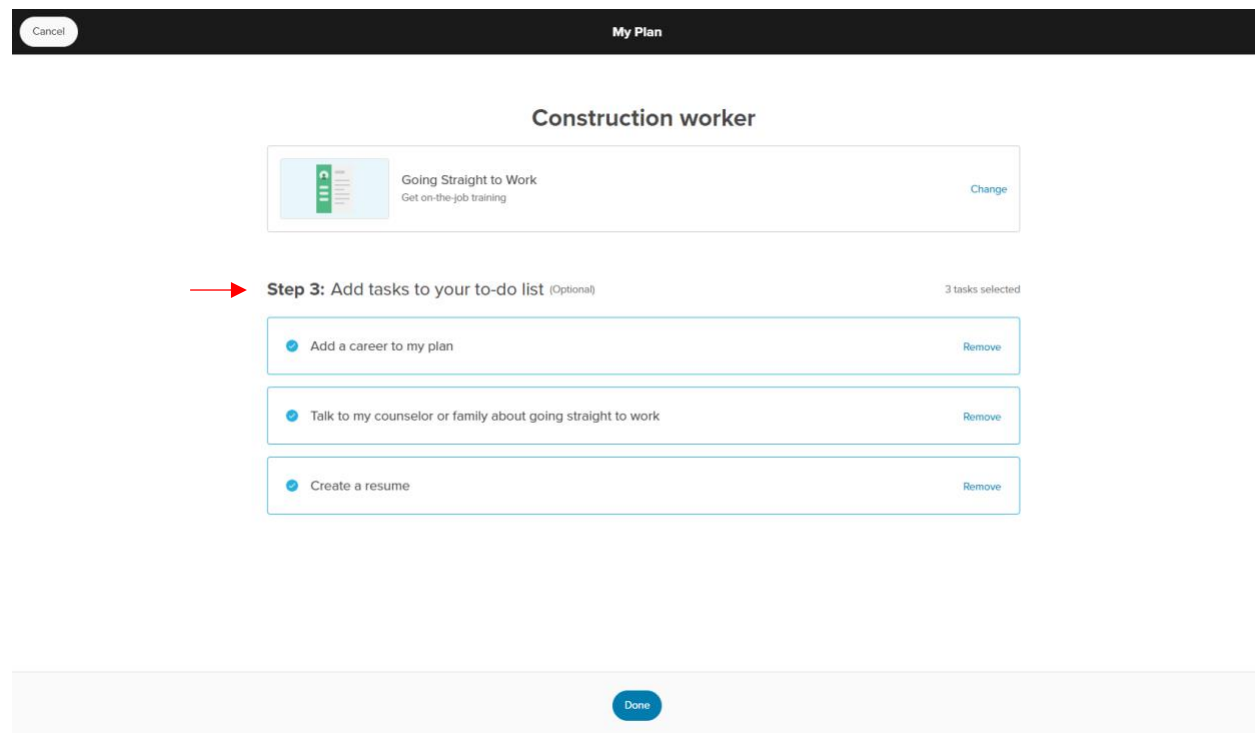 Cancel
My Plan
Construction worker
Going Straight to Work
Get on-the-job training
Change
Step 3: Add tasks to your to-do list (Optional)
3 tasks selected
Add a career to my plan
Remove
Talk to my counselor or family about going straight to work
Remove
Create a resume
Remove
Done